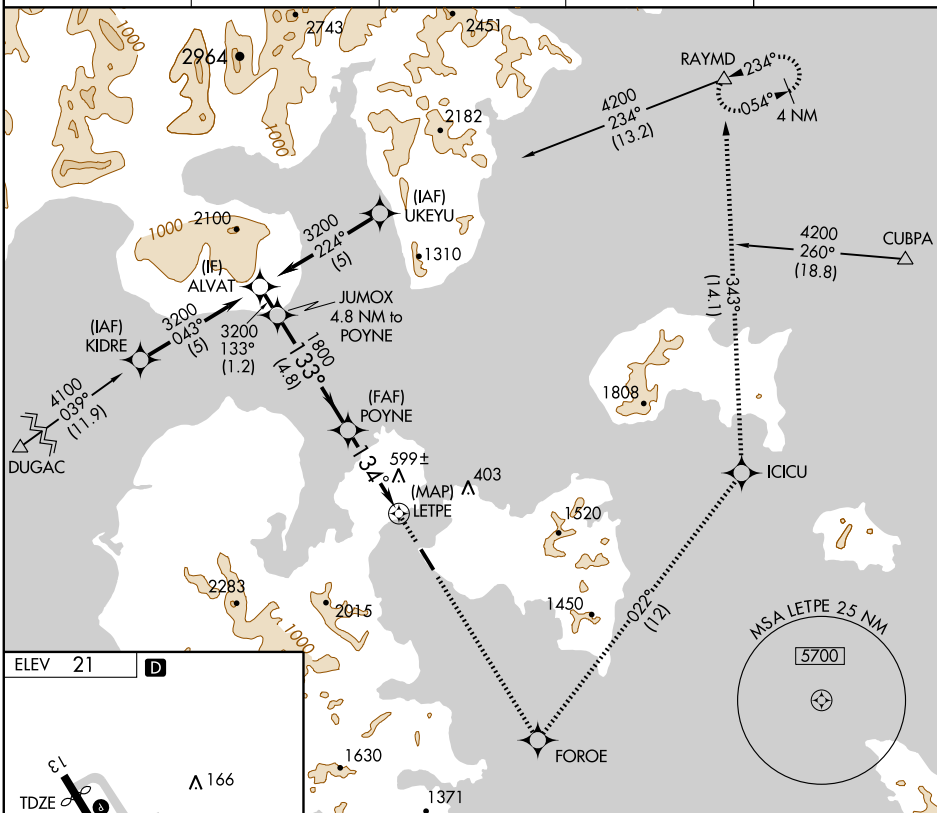 1000
2743
2451
2964
1000
2182
RAYMD
234°
054°
4 NM
4200
234°
(13.2)
(IAF)
UKEYU
3200
224°
(5)
1000
2100
1310
4200
260°
(18.8)
CUBPA
(IF)
ALVAT
JUMOX
4.8 NM to
POYNE
343°
(14.1)
3200
043°
(5)
(IAF)
KIDRE
3200
133°
(1.2)
1800
133°
(4.8)
4100
039°
(11.9)
DUGAC
(FAF)
POYNE
1808
134°
599±
403
(MAP)
LETPE
ICICU
1520
2283
2015
1000
1450
022°
(12)
MSA LETPE 25 NM
5700
ELEV 21 D
FOROE
1630
1371
13
TDZE
166
P